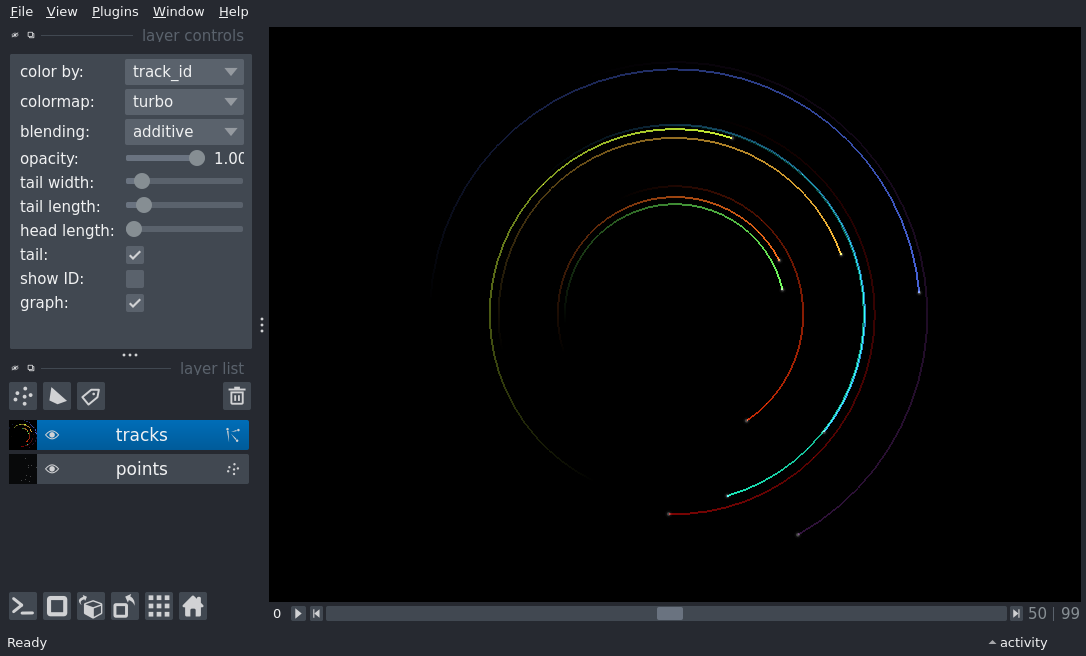 File View Plugins Window Help
layer controls
color by: track_id
colormap: turbo
blending: additive
opacity: 1.00
tail width:
tail length:
head length:
tail:
show ID:
graph:
layer list
tracks
points
0 50 | 99
Ready activity